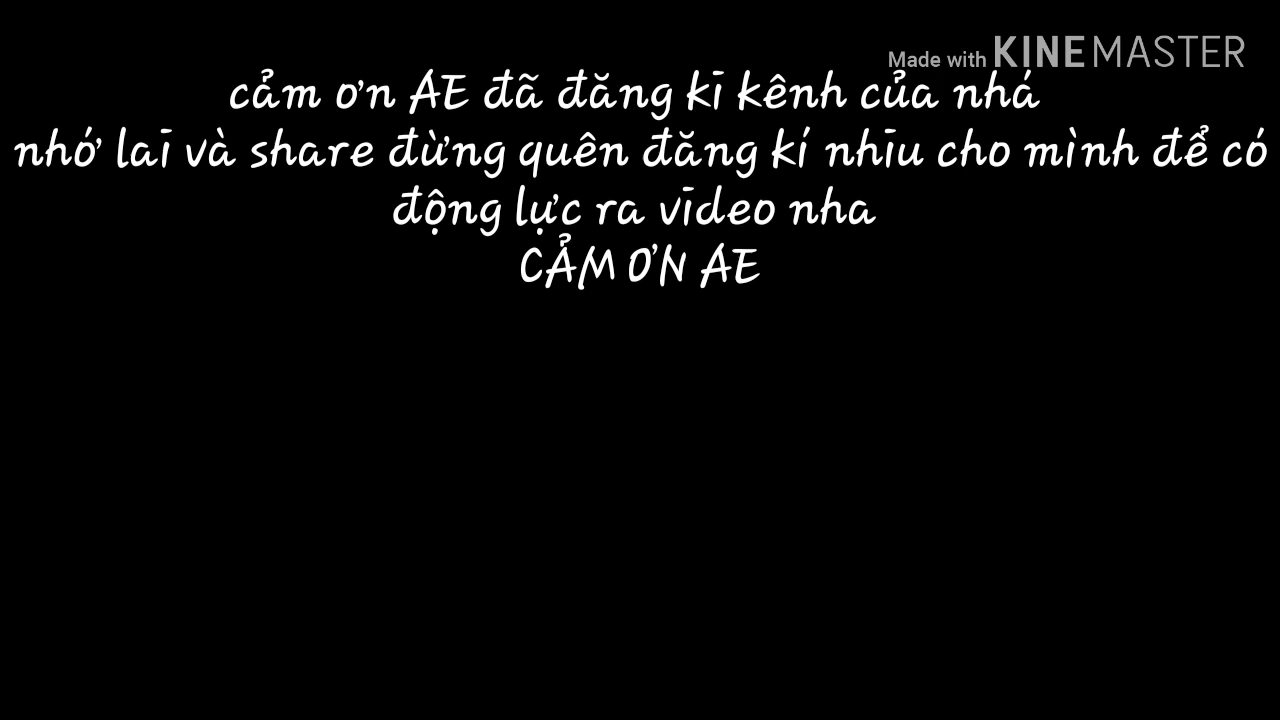 Made with KINEMASTER
cảm ơn AE đã đăng kí kênh của nhá
nhớ lai và share đừng quên đăng kí nhiu cho mình để có
động lực ra video nha
CẢM ƠN AE